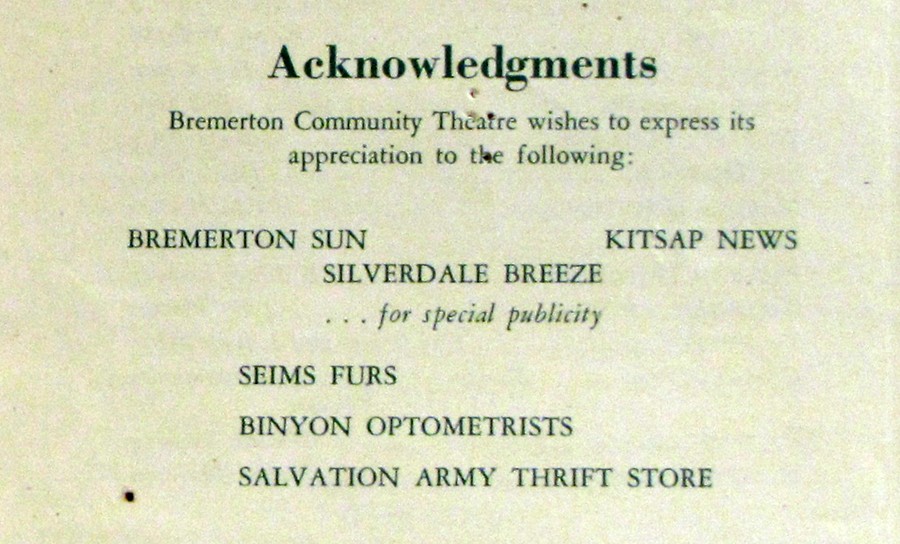 Acknowledgments
Bremerton Community Theatre wishes to express its
appreciation to the following:
BREMERTON SUN KITSAP NEWS
SILVERDALE BREEZE
. . . for special publicity
SEIMS FURS
BINYON OPTOMETRISTS
SALVATION ARMY THRIFT STORE